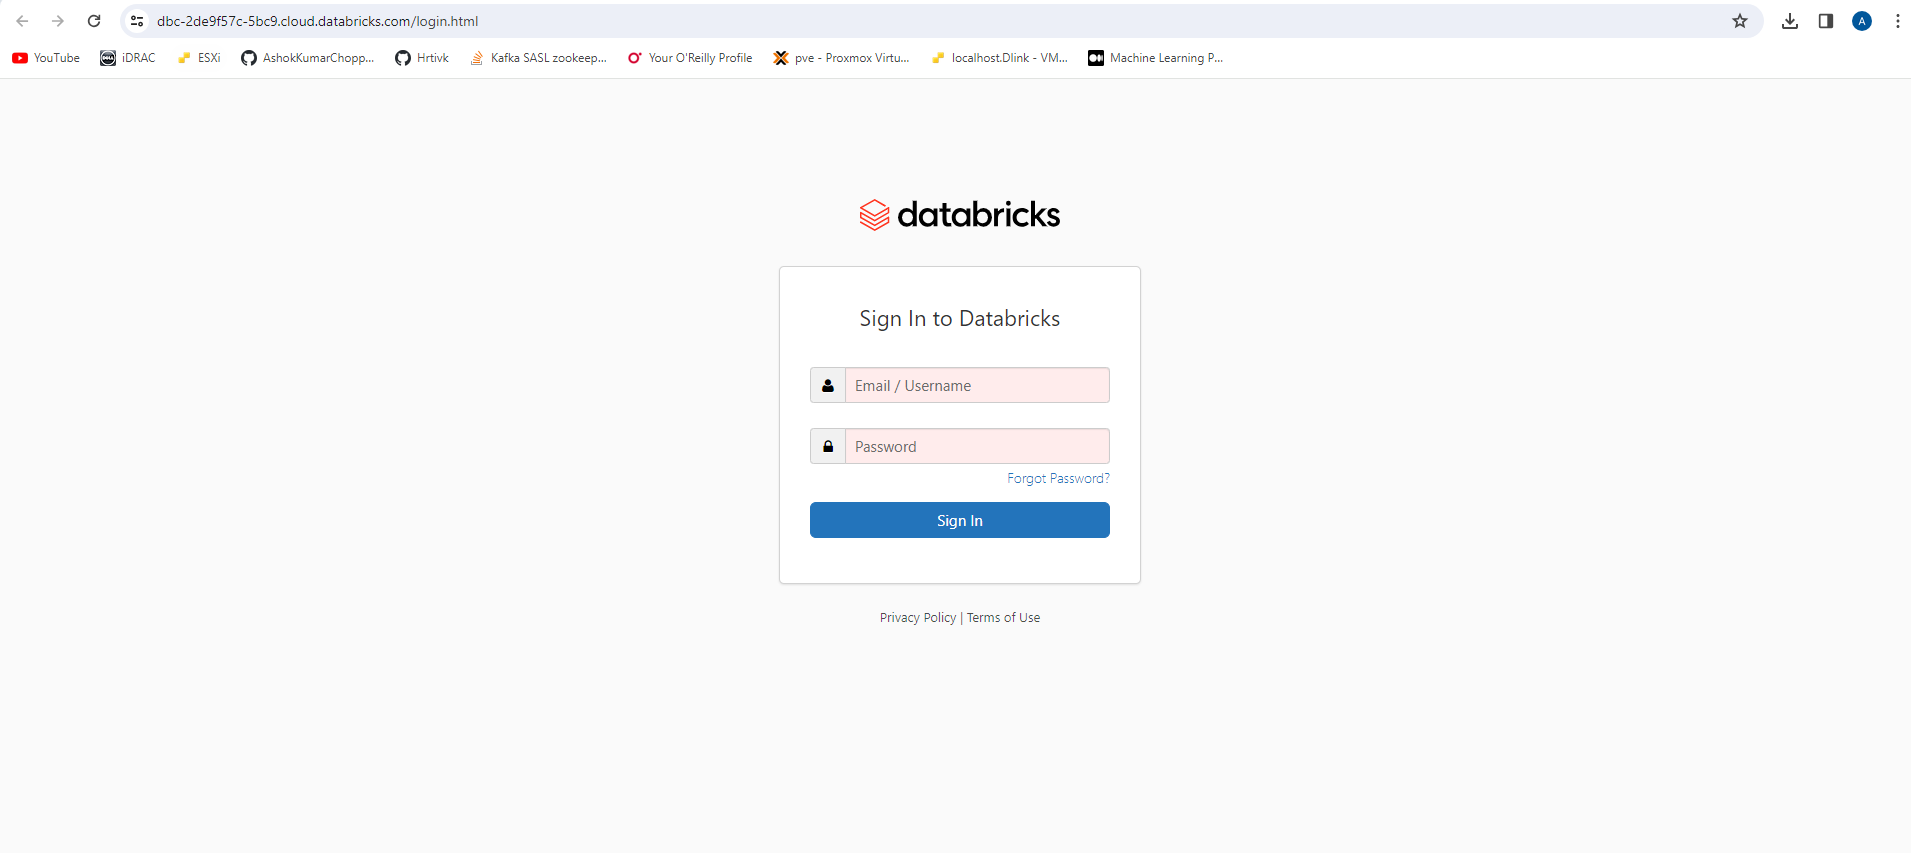 dbc-2de9f57c-5bc9.cloud.databricks.com/login.html
A
YouTube iDRAC ESXi AshokKumarChopp... Hrtivk Kafka SASL zookeep... Your O'Reilly Profile pve - Proxmox Virtu... localhost.Dlink - VM... Machine Learning P...
databricks
Sign In to Databricks
Email / Username
Password
Forgot Password?
Sign In
Privacy Policy | Terms of Use